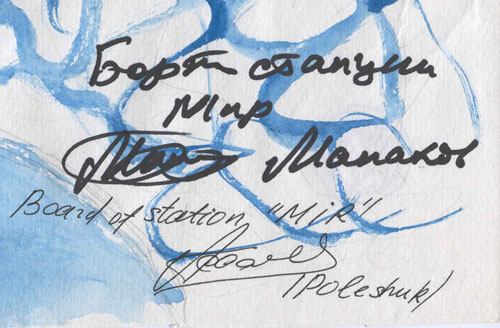 Борт станции
Мир
Манаков
Board of station "MiR"
/Poleshuk/